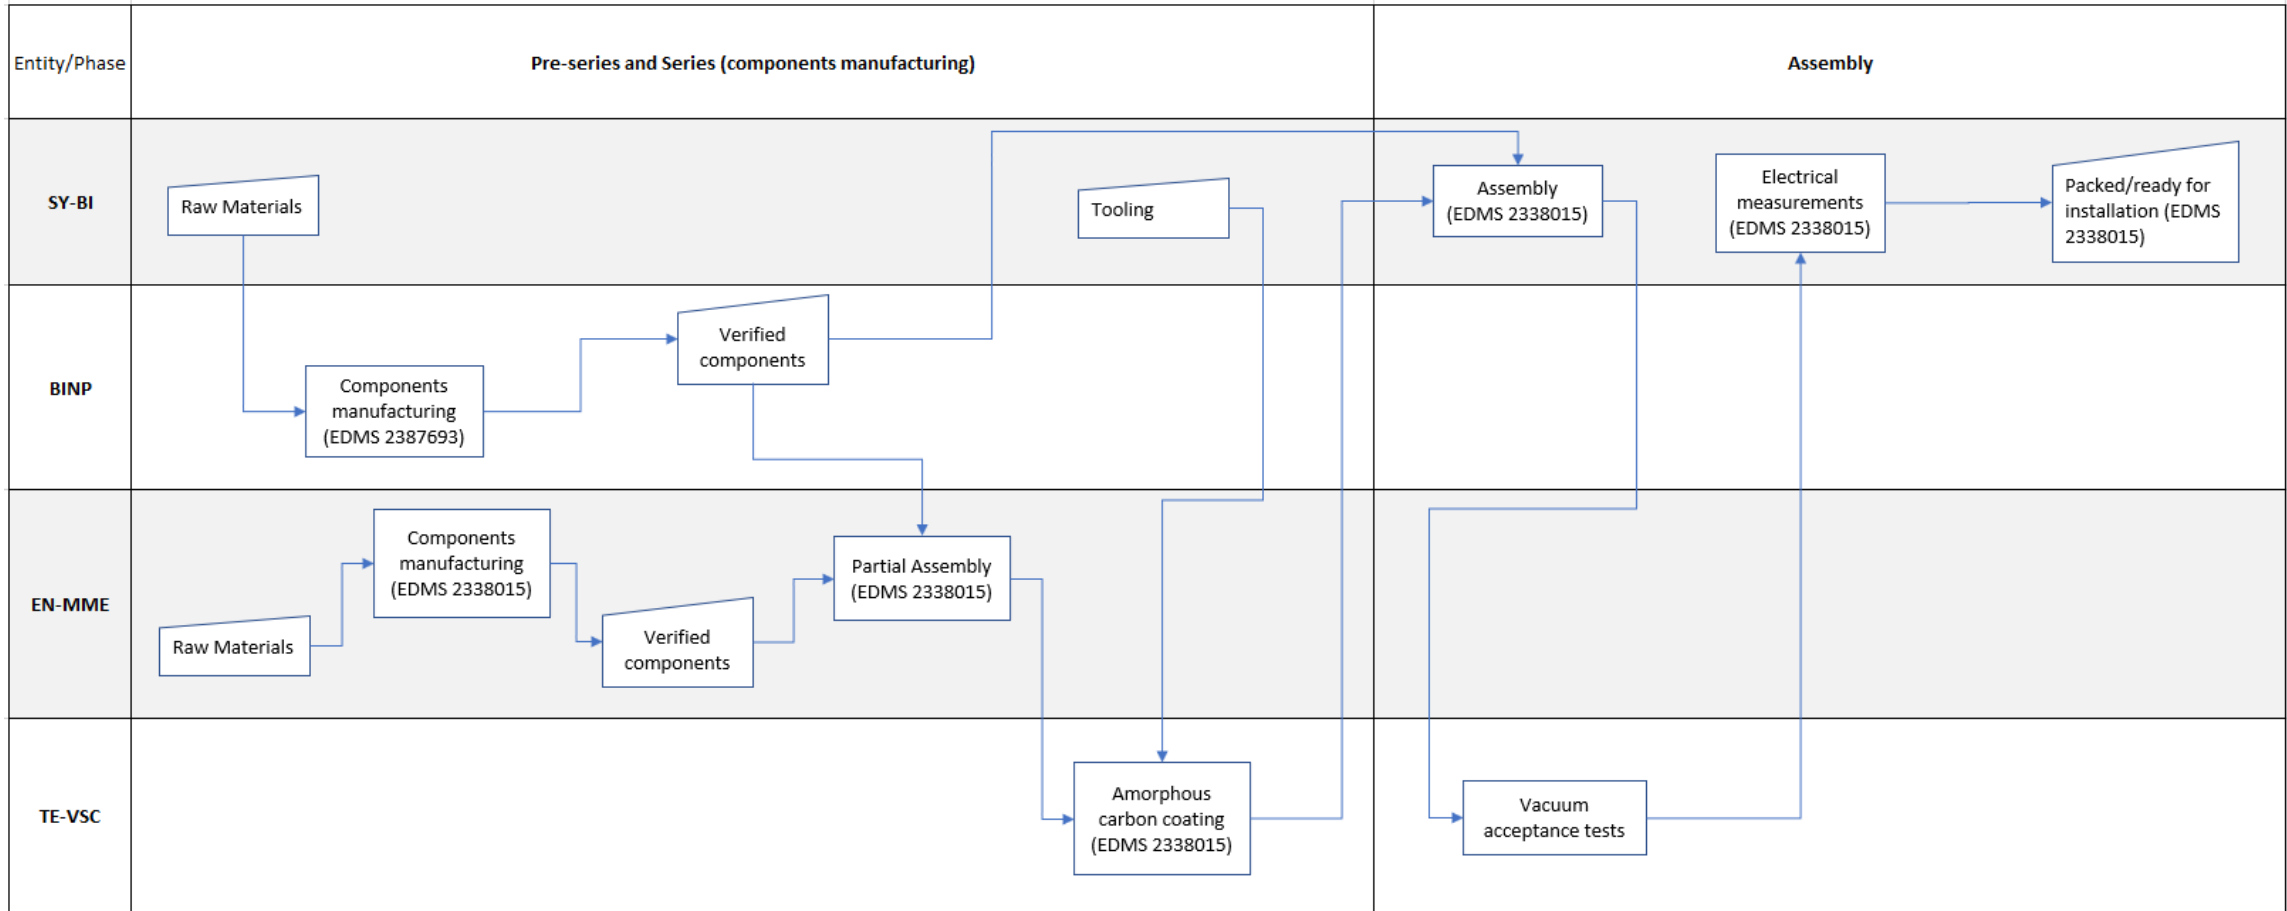 Entity/Phase
Pre-series and Series (components manufacturing)
Assembly
SY-BI
Raw Materials
Tooling
Assembly
(EDMS 2338015)
Electrical
measurements
(EDMS 2338015)
Packed/ready for
installation (EDMS
2338015)
BINP
Components
manufacturing
(EDMS 2387693)
Verified
components
EN-MME
Raw Materials
Components
manufacturing
(EDMS 2338015)
Verified
components
Partial Assembly
(EDMS 2338015)
TE-VSC
Amorphous
carbon coating
(EDMS 2338015)
Vacuum
acceptance tests